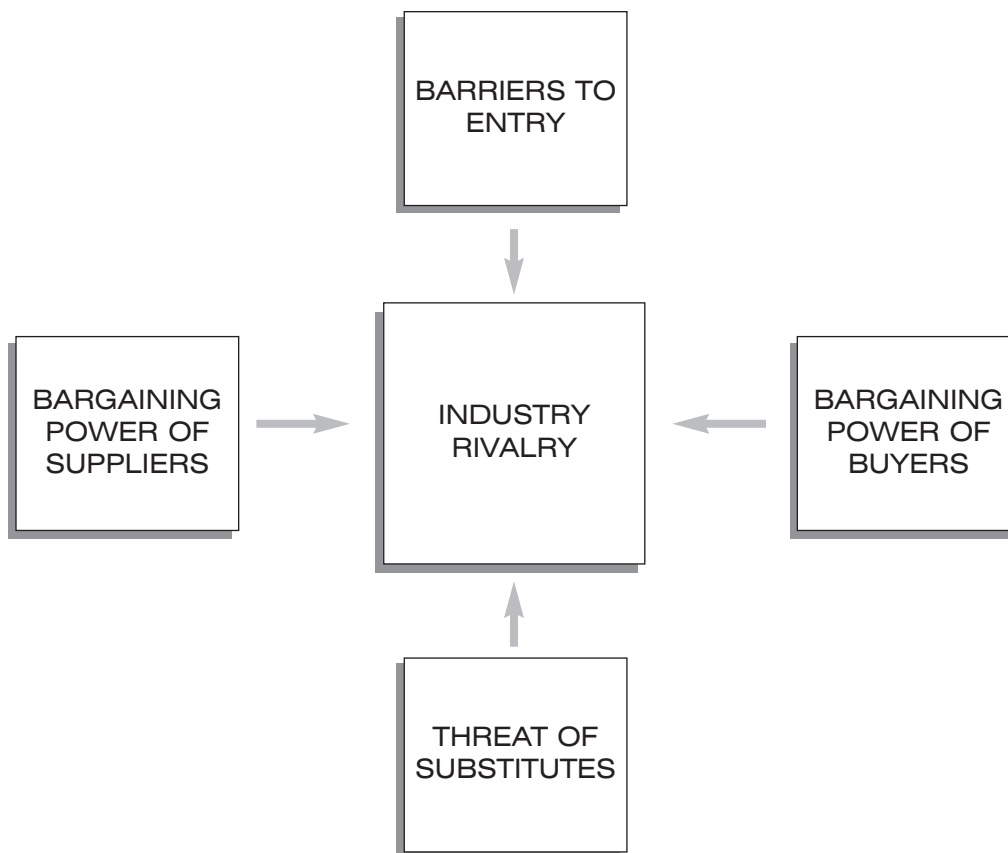 BARRIERS TO
ENTRY
BARGAINING
POWER OF
SUPPLIERS
INDUSTRY
RIVALRY
BARGAINING
POWER OF
BUYERS
THREAT OF
SUBSTITUTES